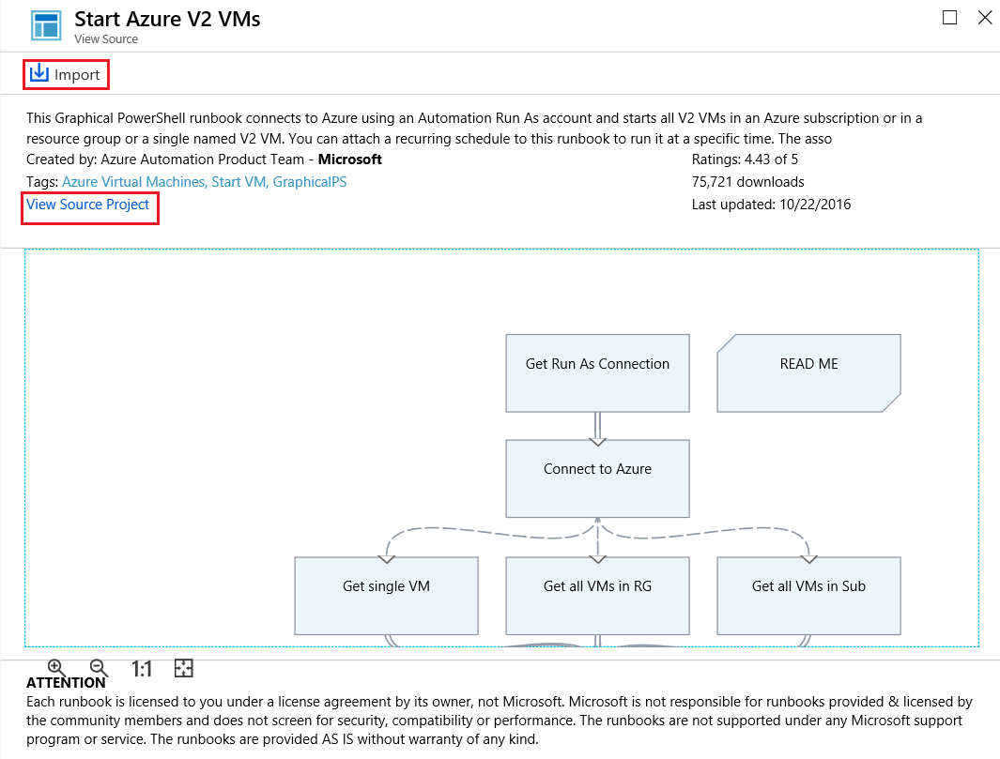 Start Azure V2 VMs
View Source
Import
This Graphical PowerShell runbook connects to Azure using an Automation Run As account and starts all V2 VMs in an Azure subscription or in a
resource group or a single named V2 VM. You can attach a recurring schedule to this runbook to run it at a specific time. The asso
Created by: Azure Automation Product Team - Microsoft
Ratings: 4.43 of 5
Tags: Azure Virtual Machines, Start VM, GraphicalPS
75,721 downloads
View Source Project
Last updated: 10/22/2016
Get Run As Connection
READ ME
Connect to Azure
Get single VM
Get all VMs in RG
Get all VMs in Sub
1:1
ATTENTION
Each runbook is licensed to you under a license agreement by its owner, not Microsoft. Microsoft is not responsible for runbooks provided & licensed by
the community members and does not screen for security, compatibility or performance. The runbooks are not supported under any Microsoft support
program or service. The runbooks are provided AS IS without warranty of any kind.